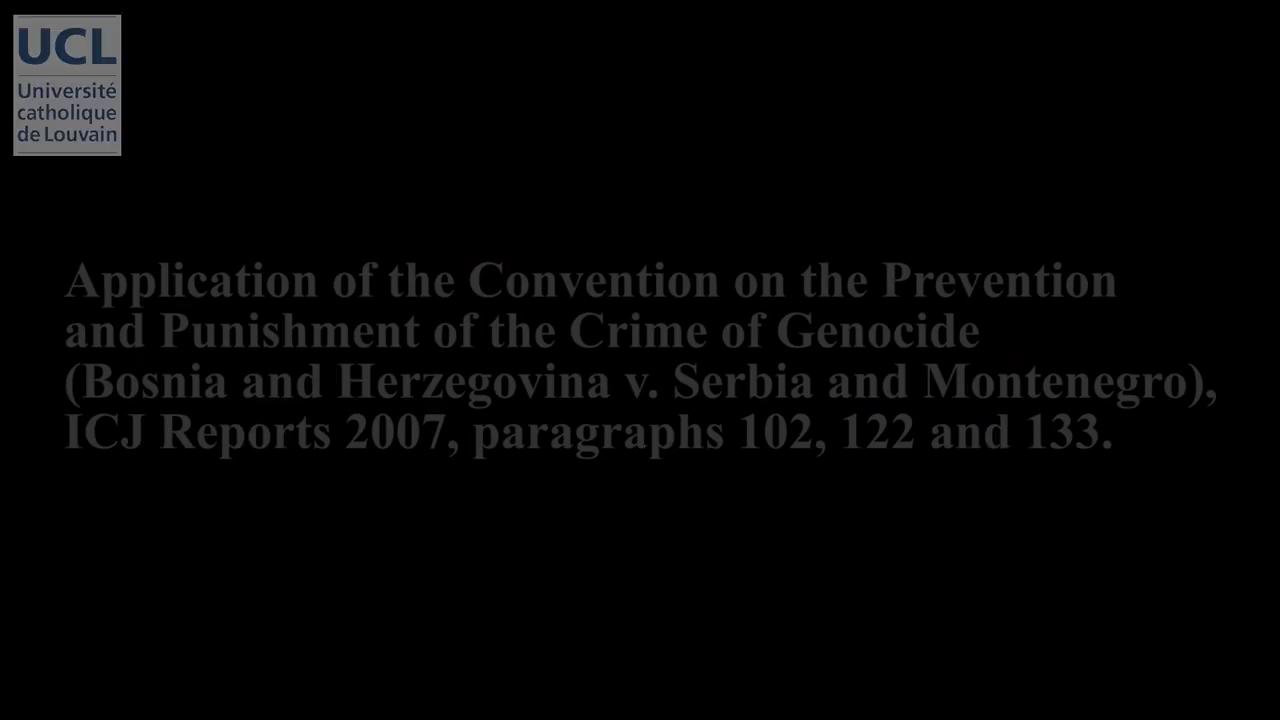 UCL
Université
catholique
de Louvain
Application of the Convention on the Prevention
and Punishment of the Crime of Genocide
(Bosnia and Herzegovina v. Serbia and Montenegro),
ICJ Reports 2007, paragraphs 102, 122 and 133.